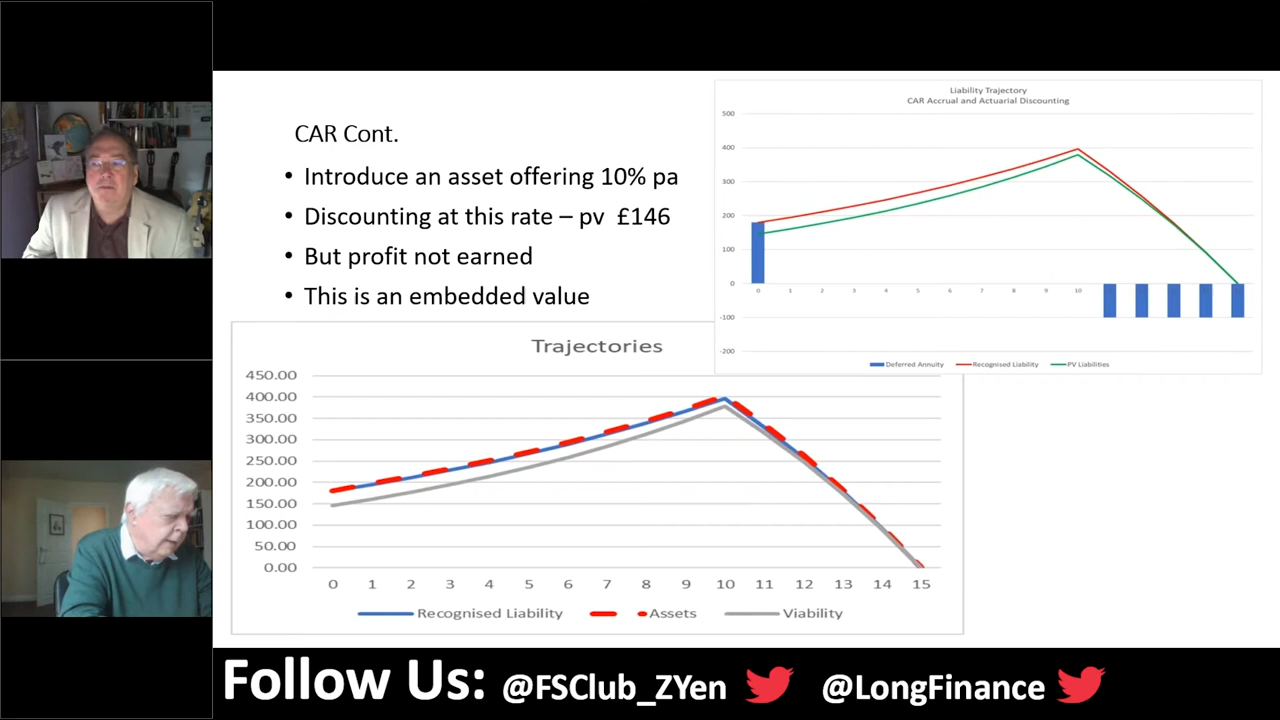 CAR Cont.
• Introduce an asset offering 10% pa
• Discounting at this rate – pv £146
• But profit not earned
• This is an embedded value
Liability Trajectory
CAR Accrual and Actuarial Discounting
500
400
300
200
100
0
-100
-200
0 1 2 3 4 5 6 7 8 9 10
Deferred Annuity Recognised Liability PV Liabilities
Trajectories
450.00
400.00
350.00
300.00
250.00
200.00
150.00
100.00
50.00
0.00
0 1 2 3 4 5 6 7 8 9 10 11 12 13 14 15
Recognised Liability Assets Viability
Follow Us: @FSClub_ZYen @LongFinance